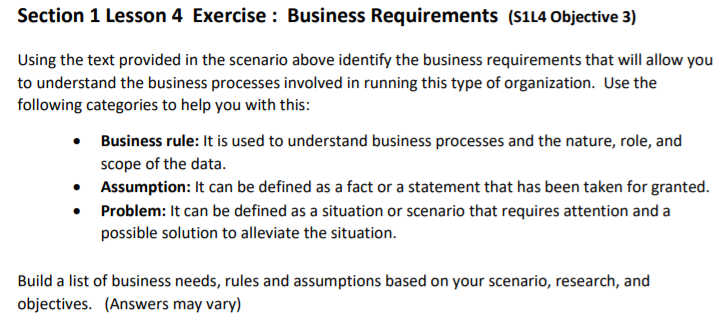 Section 1 Lesson 4 Exercise : Business Requirements (S1L4 Objective 3)
Using the text provided in the scenario above identify the business requirements that will allow you
to understand the business processes involved in running this type of organization. Use the
following categories to help you with this:
• Business rule: It is used to understand business processes and the nature, role, and
scope of the data.
• Assumption: It can be defined as a fact or a statement that has been taken for granted.
• Problem: It can be defined as a situation or scenario that requires attention and a
possible solution to alleviate the situation.
Build a list of business needs, rules and assumptions based on your scenario, research, and
objectives. (Answers may vary)